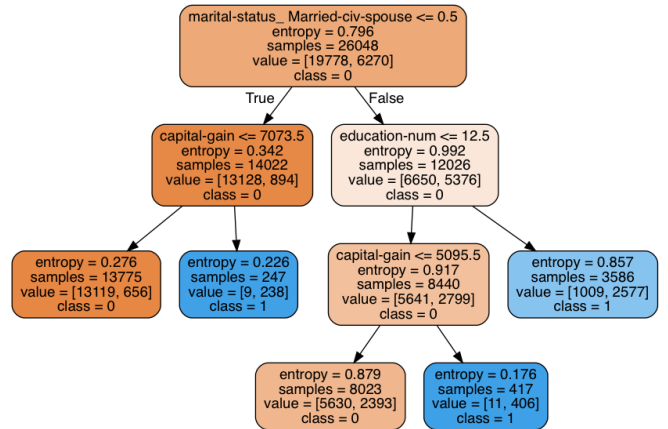 marital-status_ Married-civ-spouse <= 0.5
entropy = 0.796
samples = 26048
value = [19778, 6270]
class = 0
True
False
capital-gain <= 7073.5
entropy = 0.342
samples = 14022
value = [13128, 894]
class = 0
education-num <= 12.5
entropy = 0.992
samples = 12026
value = [6650, 5376]
class = 0
entropy = 0.276
samples = 13775
value = [13119, 656]
class = 0
entropy = 0.226
samples = 247
value = [9, 238]
class = 1
capital-gain <= 5095.5
entropy = 0.917
samples = 8440
value = [5641, 2799]
class = 0
entropy = 0.857
samples = 3586
value = [1009, 2577]
class = 1
entropy = 0.879
samples = 8023
value = [5630, 2393]
class = 0
entropy = 0.176
samples = 417
value = [11, 406]
class = 1